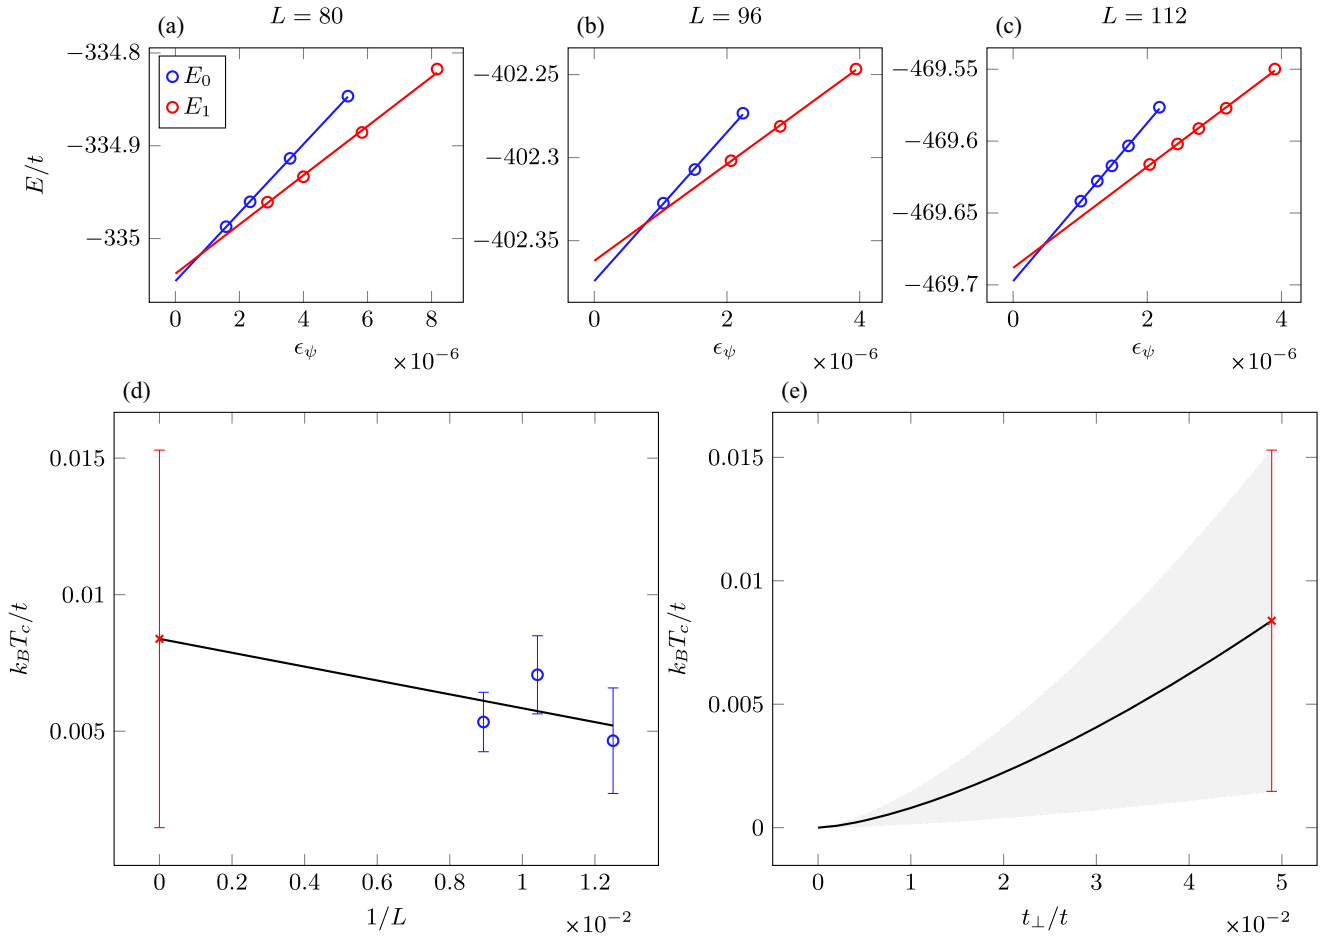 (a) L = 80
(b) L = 96
(c) L = 112
E/t
−334.8
−334.9
−335
E₀
E₁
0 2 4 6 8
ϵ_ψ
×10⁻⁶
−402.25
−402.3
−402.35
0 2 4
ϵ_ψ
×10⁻⁶
−469.55
−469.6
−469.65
−469.7
0 2 4
ϵ_ψ
×10⁻⁶
(d)
k_BT_c/t
0.015
0.01
0.005
0 0.2 0.4 0.6 0.8 1 1.2
1/L
×10⁻²
(e)
k_BT_c/t
0.015
0.01
0.005
0
0 1 2 3 4 5
t_⊥/t
×10⁻²